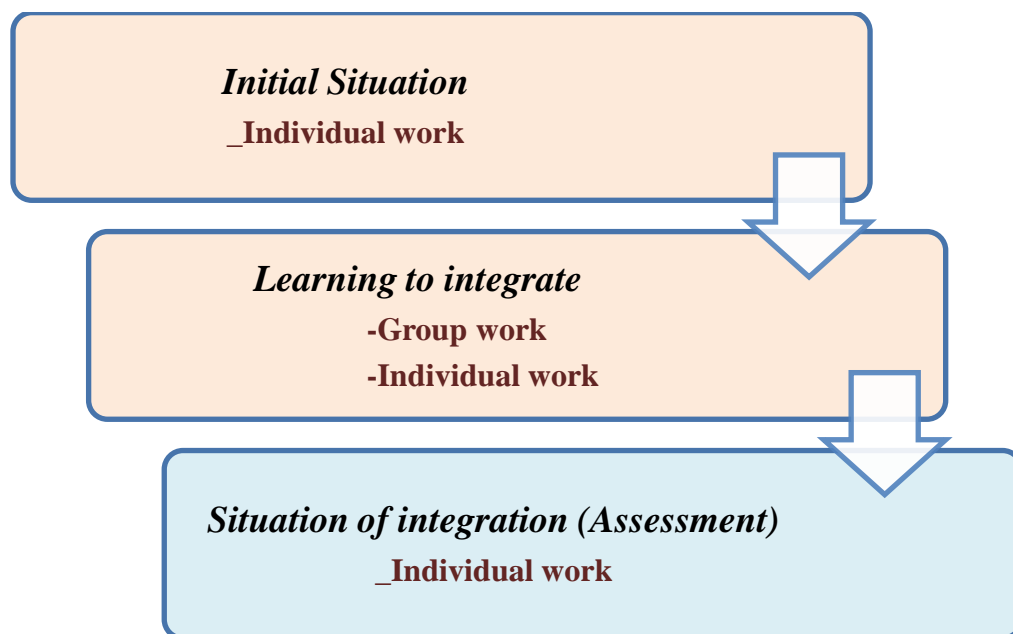 Initial Situation
_Individual work
Learning to integrate
-Group work
-Individual work
Situation of integration (Assessment)
_Individual work